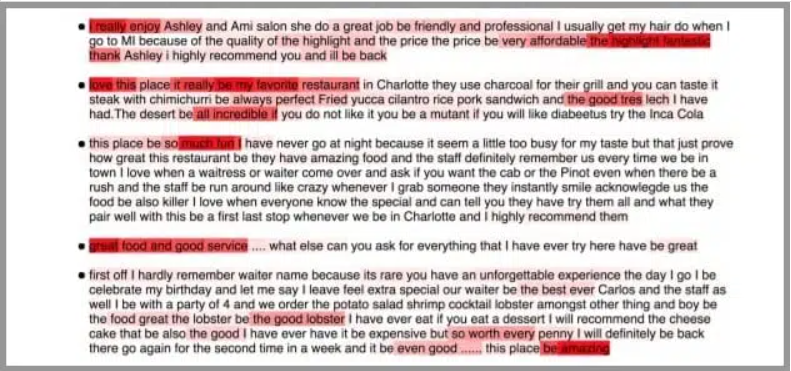 • I really enjoy Ashley and Ami salon she do a great job be friendly and professional I usually get my hair do when I
go to MI because of the quality of the highlight and the price the price be very affordable the highlight fantastic
thank Ashley i highly recommend you and ill be back
• love this place it really be my favorite restaurant in Charlotte they use charcoal for their grill and you can taste it
steak with chimichurri be always perfect Fried yucca cilantro rice pork sandwich and the good tres lech I have
had.The desert be all incredible if you do not like it you be a mutant if you will like diabeetus try the Inca Cola
• this place be so much fun I have never go at night because it seem a little too busy for my taste but that just prove
how great this restaurant be they have amazing food and the staff definitely remember us every time we be in
town I love when a waitress or waiter come over and ask if you want the cab or the Pinot even when there be a
rush and the staff be run around like crazy whenever I grab someone they instantly smile acknowlegde us the
food be also killer I love when everyone know the special and can tell you they have try them all and what they
pair well with this be a first last stop whenever we be in Charlotte and I highly recommend them
• great food and good service .... what else can you ask for everything that I have ever try here have be great
• first off I hardly remember waiter name because its rare you have an unforgettable experience the day I go I be
celebrate my birthday and let me say I leave feel extra special our waiter be the best ever Carlos and the staff as
well I be with a party of 4 and we order the potato salad shrimp cocktail lobster amongst other thing and boy be
the food great the lobster be the good lobster I have ever eat if you eat a dessert I will recommend the cheese
cake that be also the good I have ever have it be expensive but so worth every penny I will definitely be back
there go again for the second time in a week and it be even good ...... this place be amazing